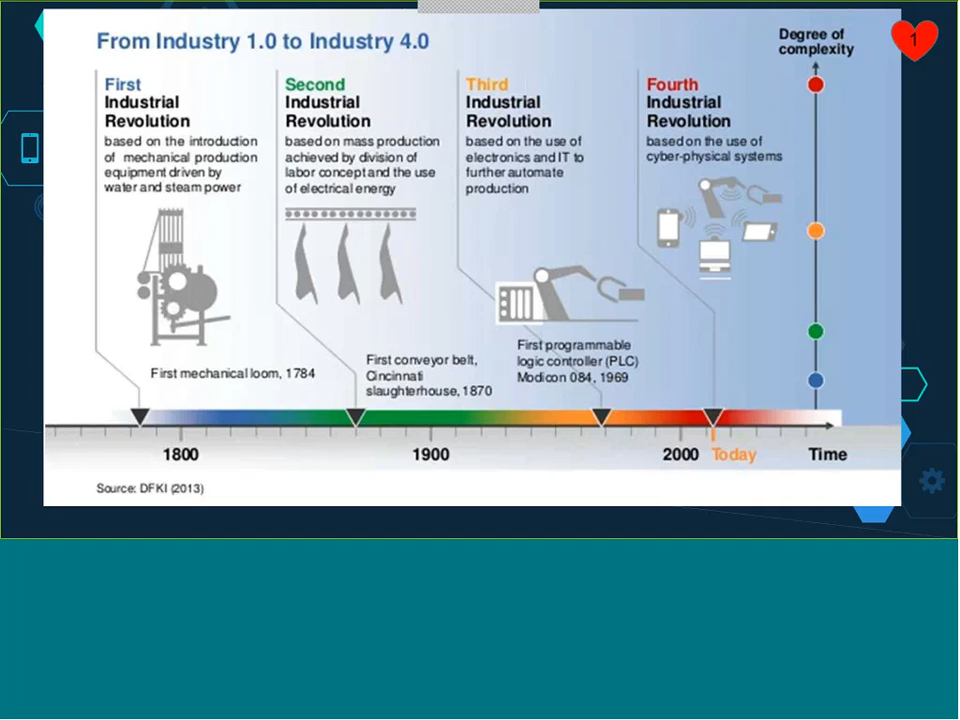 From Industry 1.0 to Industry 4.0
Degree of
complexity
1
First
Industrial
Revolution
based on the introduction
of mechanical production
equipment driven by
water and steam power
Second
Industrial
Revolution
based on mass production
achieved by division of
labor concept and the use
of electrical energy
Third
Industrial
Revolution
based on the use of
electronics and IT to
further automate
production
Fourth
Industrial
Revolution
based on the use of
cyber-physical systems
First mechanical loom, 1784
First conveyor belt,
Cincinnati
slaughterhouse, 1870
First programmable
logic controller (PLC)
Modicon 084, 1969
1800
1900
2000
Today
Time
Source: DFKI (2013)